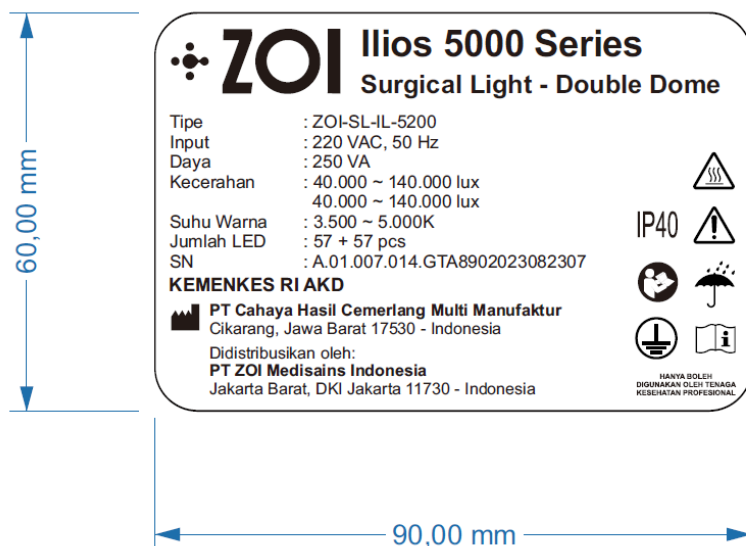 ZOI
Ilios 5000 Series
Surgical Light - Double Dome
Tipe : ZOI-SL-IL-5200
Input : 220 VAC, 50 Hz
Daya : 250 VA
Kecerahan : 40.000 ~ 140.000 lux
40.000 ~ 140.000 lux
Suhu Warna : 3.500 ~ 5.000K
Jumlah LED : 57 + 57 pcs
SN : A.01.007.014.GTA8902023082307
KEMENKES RI AKD
PT Cahaya Hasil Cemerlang Multi Manufaktur
Cikarang, Jawa Barat 17530 - Indonesia
Didistribusikan oleh:
PT ZOI Medisains Indonesia
Jakarta Barat, DKI Jakarta 11730 - Indonesia
IP40
HANYA BOLEH
DIGUNAKAN OLEH TENAGA
KESEHATAN PROFESIONAL
60,00 mm
90,00 mm